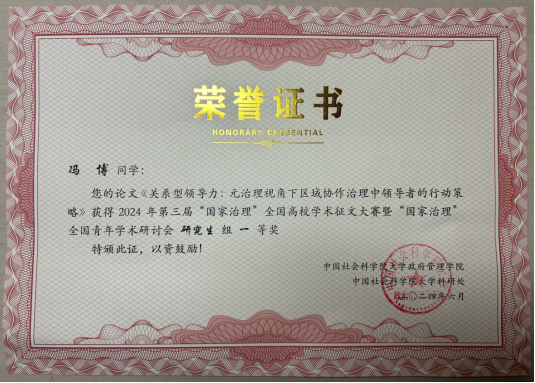 荣誉证书
HONORARY CREDENTIAL
冯 博 同学:
您的论文《关系型领导力:元治理视角下区域协作治理中领导者的行动策
略》获得 2024 年第三届“国家治理”全国高校学术征文大赛暨“国家治理”
全国青年学术研讨会 研究生 组 一 等奖
特颁此证,以资鼓励!
中国社会科学院大学政府管理学院
中国社会科学院大学科研处
二〇二四年六月